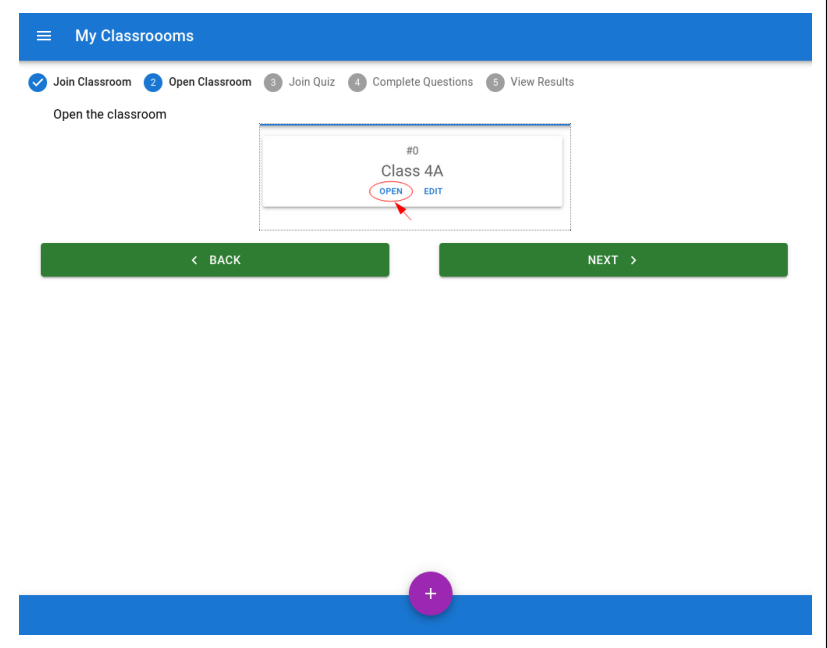 My Classroooms
Join Classroom 2 Open Classroom 3 Join Quiz 4 Complete Questions 5 View Results
Open the classroom
#0
Class 4A
OPEN EDIT
BACK NEXT
+